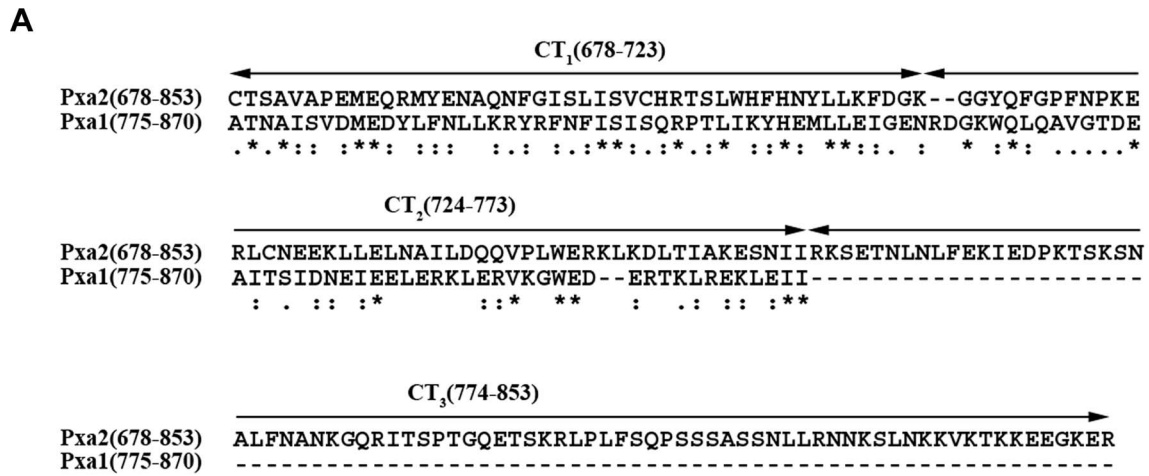 A
CT1(678-723)
Pxa2(678-853) CTSAVAPEMEQRMYENAQNFGISLISVCHRTSLWHFHNYLLKFDGK--GGYQFGPFNPKE
Pxa1(775-870) ATNAISVDMEDYLFNLLKRYRFNFISISQRPTLIKYHEMLLEIGENRDGKWQLQAVGTDE
.*.*:: :**: ::: :.: :.:**:.:*.:* ::*: **::. : * :*: .....*
CT2(724-773)
Pxa2(678-853) RLCNEEKLLELNAILDQQVPLWERKLKDLTIAKESNIIRKSETNLNLFEKIEDPKTSKSN
Pxa1(775-870) AITSIDNEIEELERKLERVKGWED--ERTKLREKLEII----------------------
: . :: :* ::* ** : .: :: :**
CT3(774-853)
Pxa2(678-853) ALFNANKGQRITSPTGQETSKRLPLFSQPSSSASSNLLRNNKSLNKKVKTKKEEGKER
Pxa1(775-870) ----------------------------------------------------------